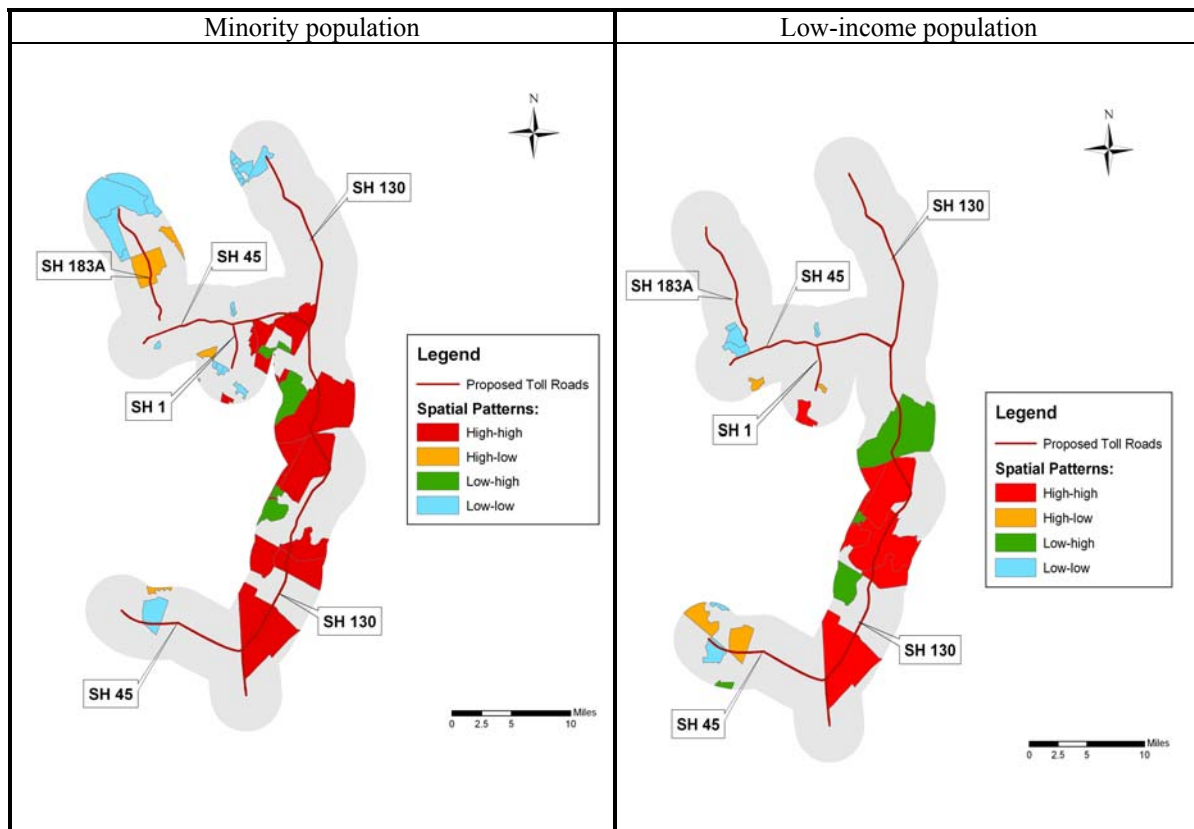 Minority population
N
SH 130
SH 45
SH 183A
SH 1
Legend
Proposed Toll Roads
Spatial Patterns:
High-high
High-low
Low-high
Low-low
SH 130
SH 45
Miles
0 2.5 5 10
Low-income population
N
SH 130
SH 45
SH 183A
SH 1
Legend
Proposed Toll Roads
Spatial Patterns:
High-high
High-low
Low-high
Low-low
SH 130
SH 45
Miles
0 2.5 5 10